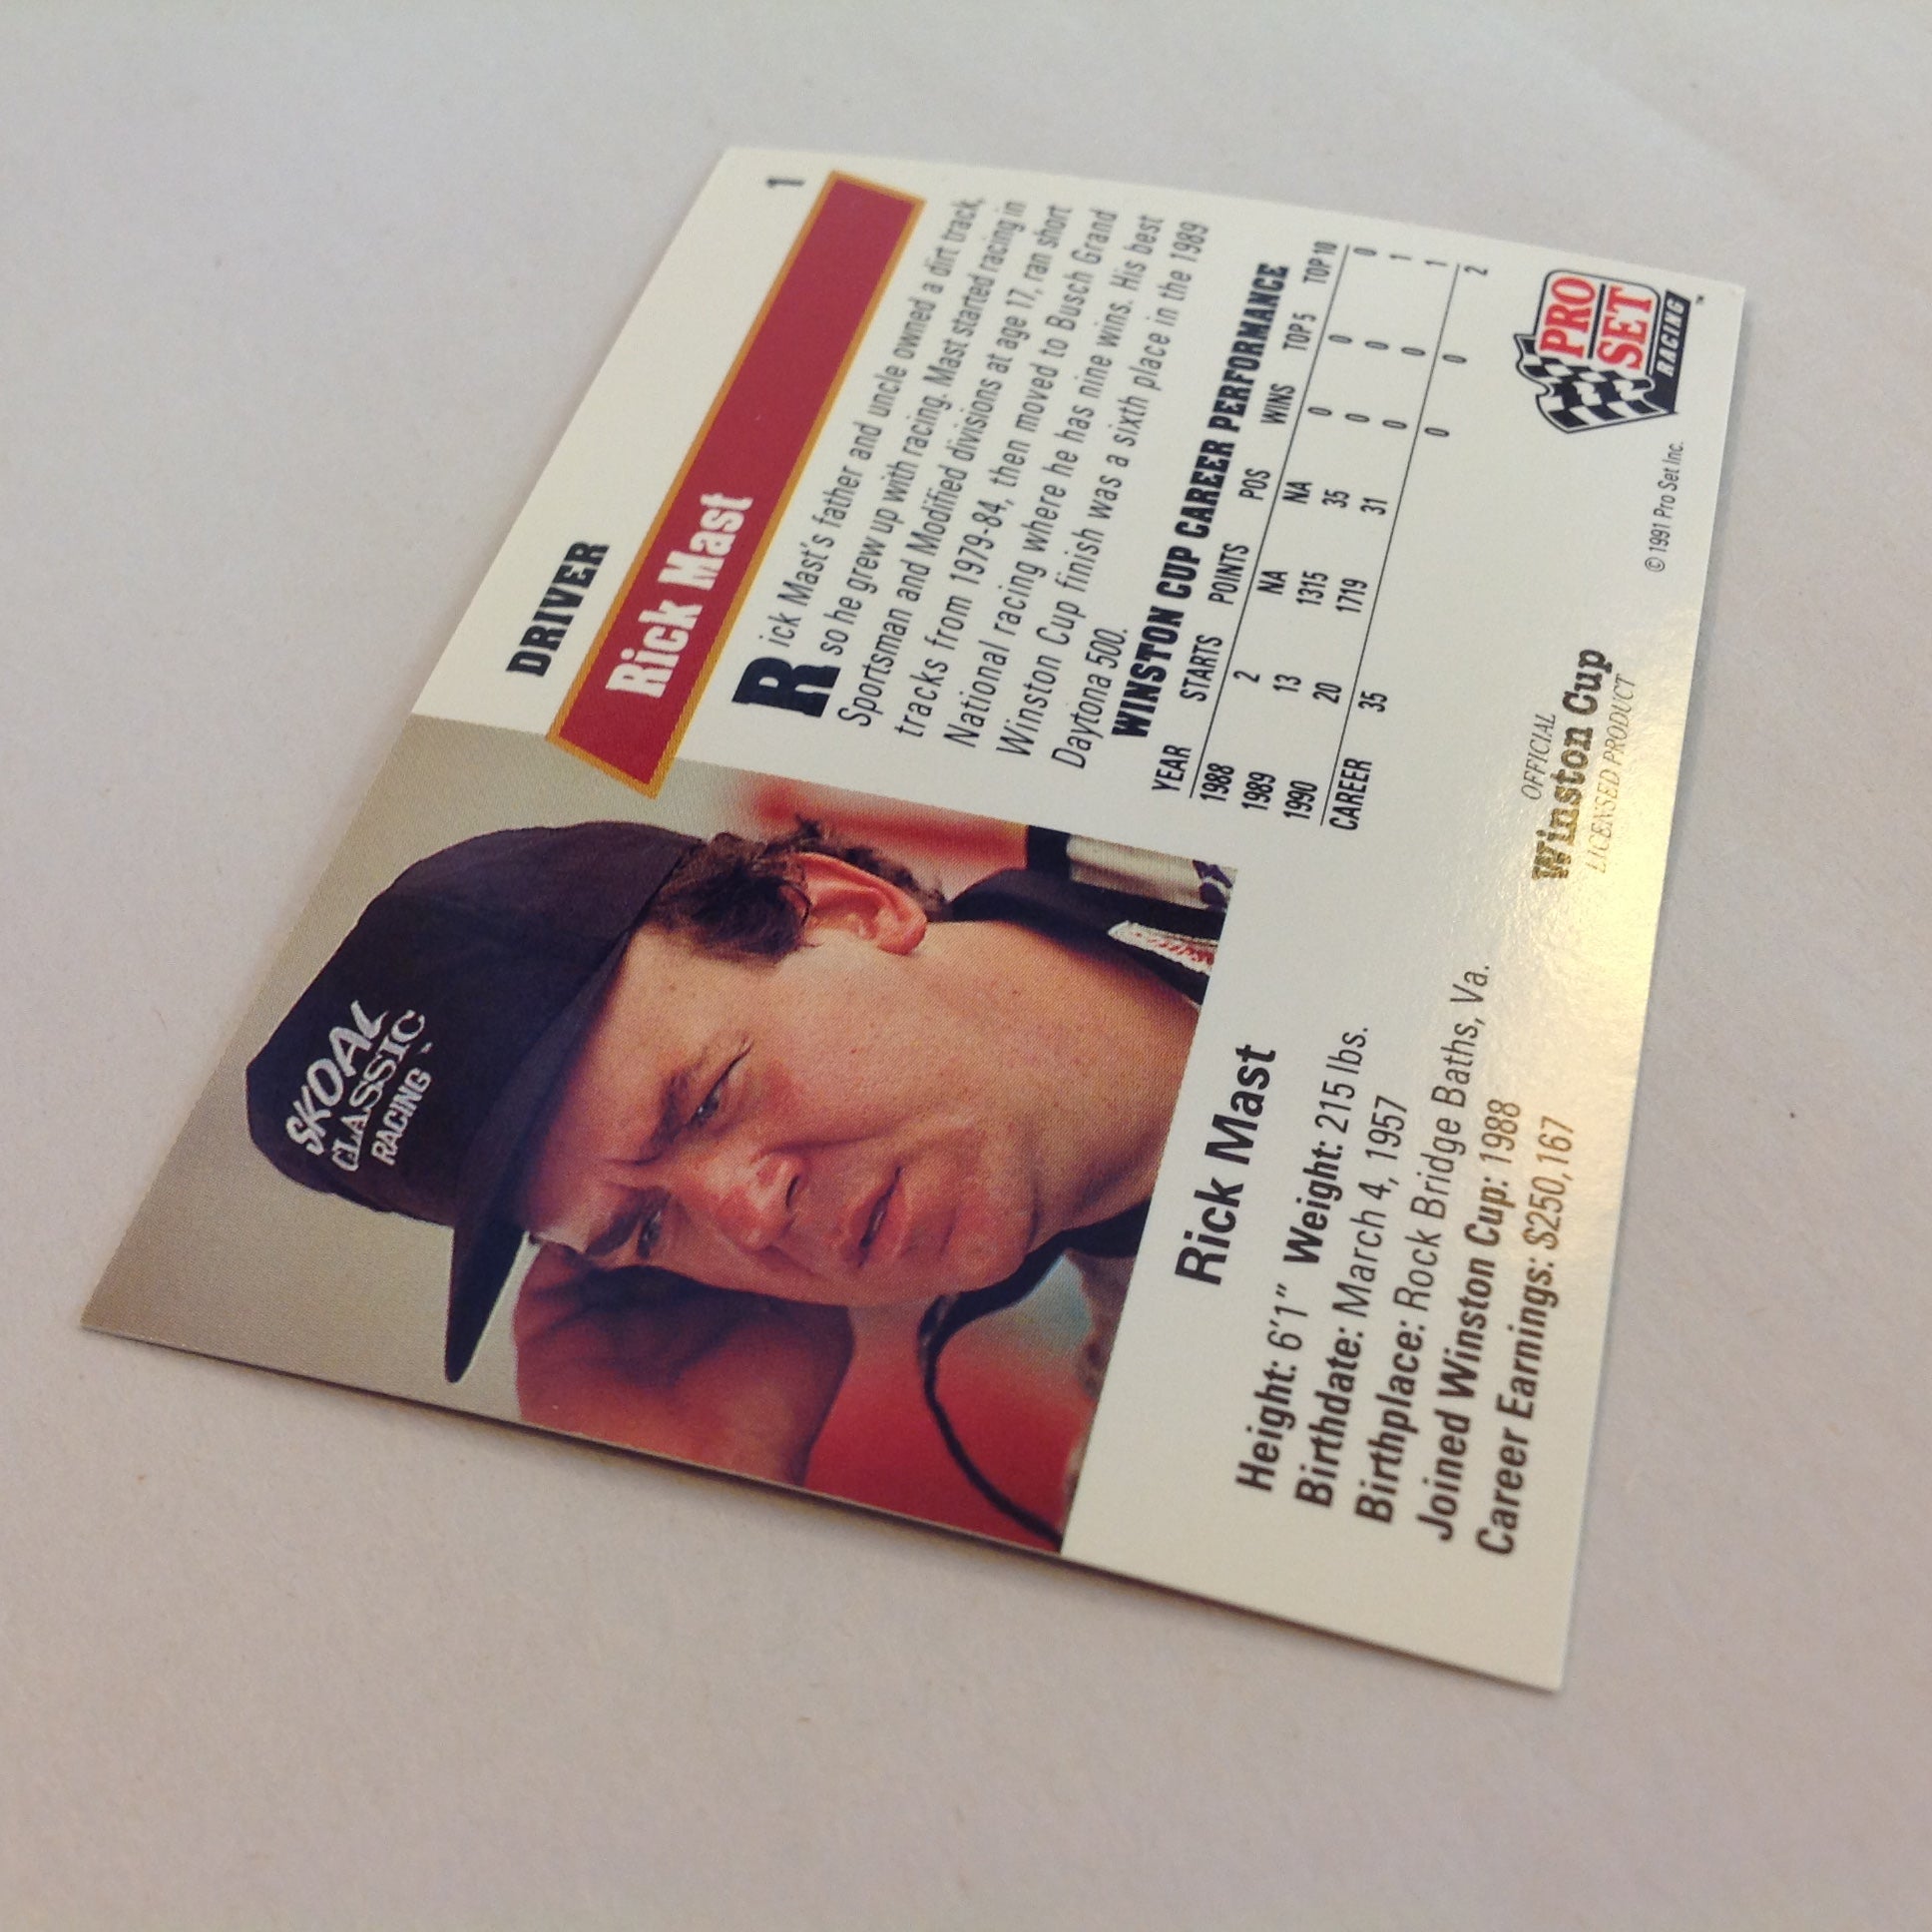 DRIVER
1
Rick Mast
Rick Mast's father and uncle owned a dirt track,
so he grew up with racing. Mast started racing in
Sportsman and Modified divisions at age 17, ran short
tracks from 1979-84, then moved to Busch Grand
National racing where he has nine wins. His best
Winston Cup finish was a sixth place in the 1989
Daytona 500.
WINSTON CUP CAREER PERFORMANCE
YEAR STARTS POINTS POS WINS TOP 5 TOP 10
1988 2 NA NA 0 0 0
1989 13 1315 35 0 0 1
1990 20 1719 31 0 0 1
CAREER 35 0 0 2
SKOAL
CLASSIC
RACING
Rick Mast
Height: 6'1" Weight: 215 lbs.
Birthdate: March 4, 1957
Birthplace: Rock Bridge Baths, Va.
Joined Winston Cup: 1988
Career Earnings: $250,167
OFFICIAL
Winston Cup
LICENSED PRODUCT
© 1991 Pro Set Inc.
PRO
SET
RACING
TM